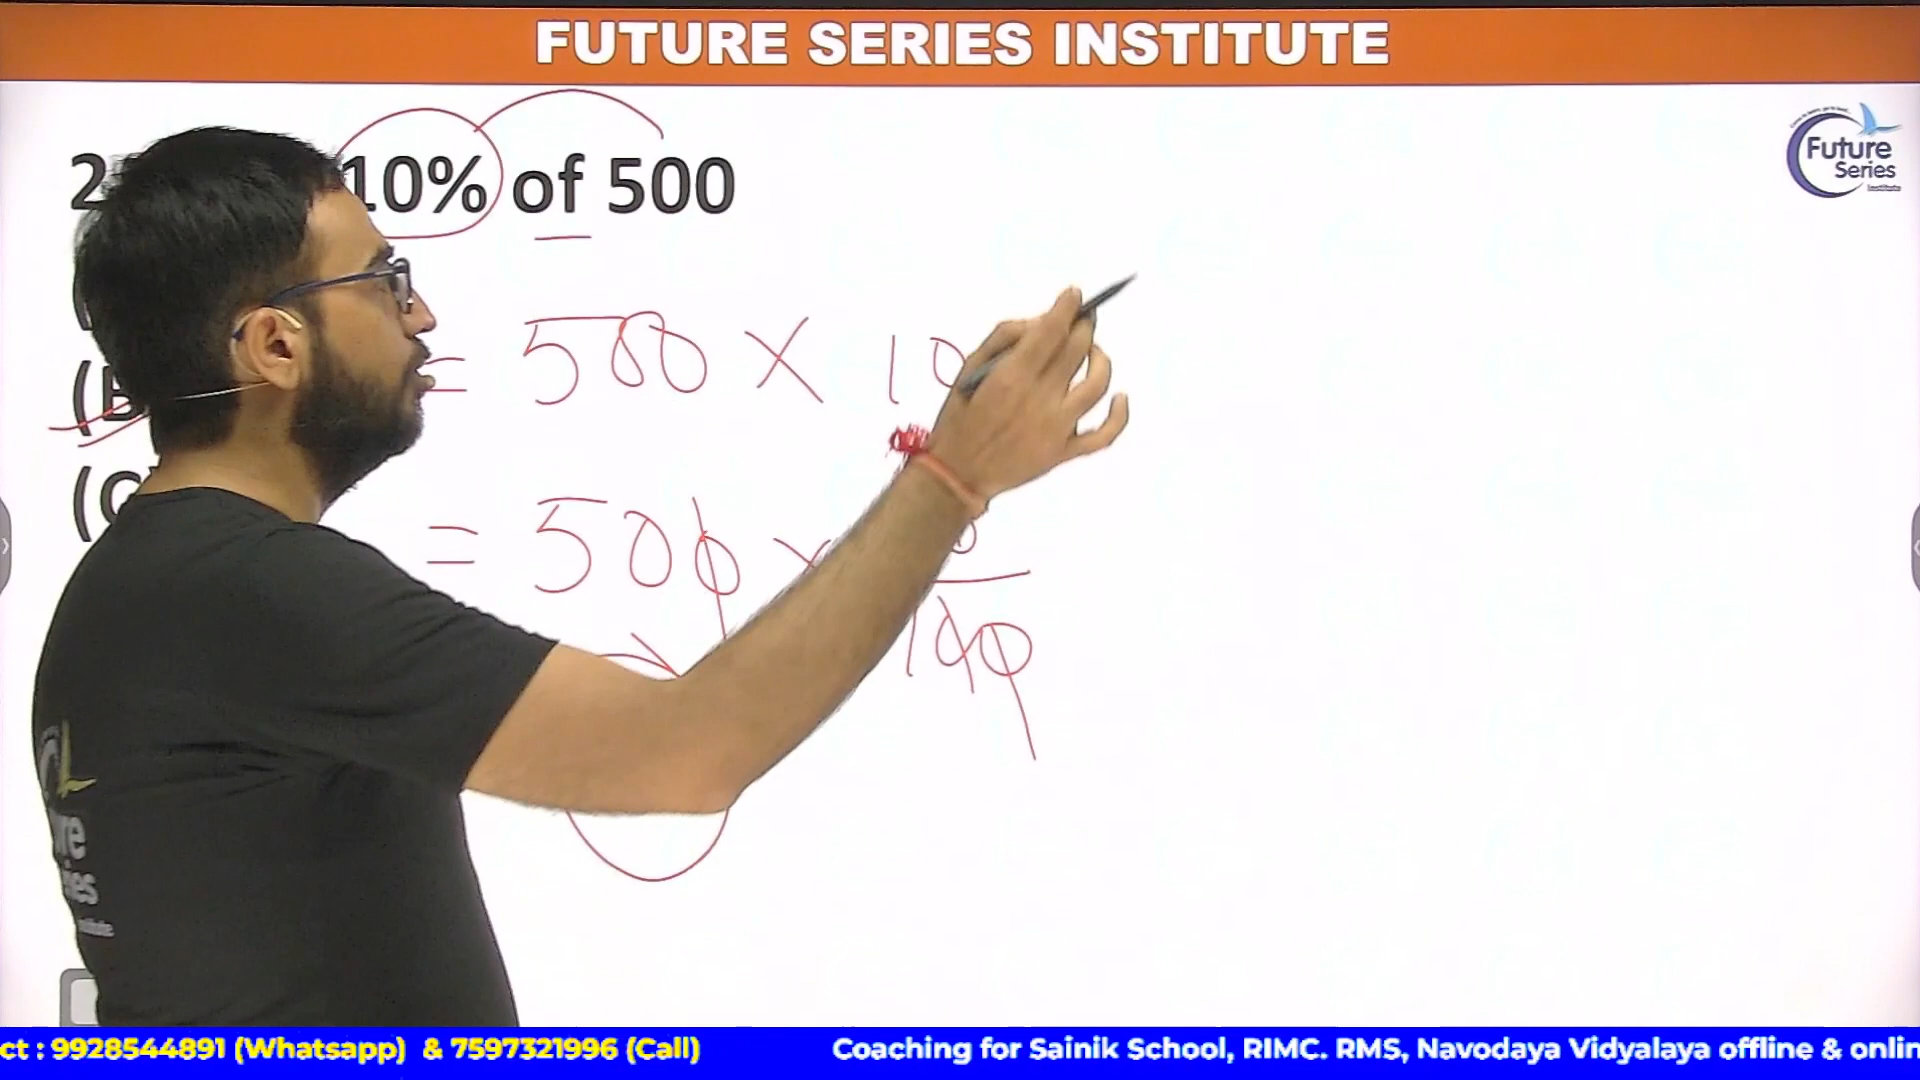 FUTURE SERIES INSTITUTE
Future
Series
Institute
2
10% of 500
= 500 × 10
(B
(C
= 500 ×
100
ct : 9928544891 (Whatsapp) & 7597321996 (Call)
Coaching for Sainik School, RIMC. RMS, Navodaya Vidyalaya offline & onlin